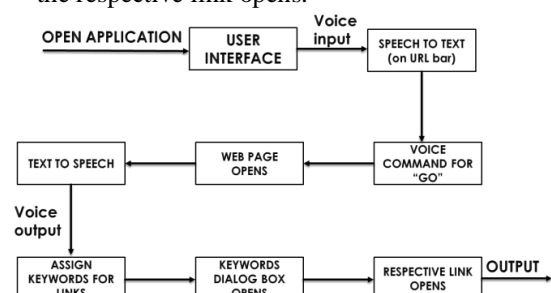 the respective link opens.
OPEN APPLICATION
USER
INTERFACE
Voice
input
SPEECH TO TEXT
(on URL bar)
VOICE
COMMAND FOR
“GO”
WEB PAGE
OPENS
TEXT TO SPEECH
Voice
output
ASSIGN
KEYWORDS FOR
LINKS
KEYWORDS
DIALOG BOX
OPENS
RESPECTIVE LINK
OPENS
OUTPUT